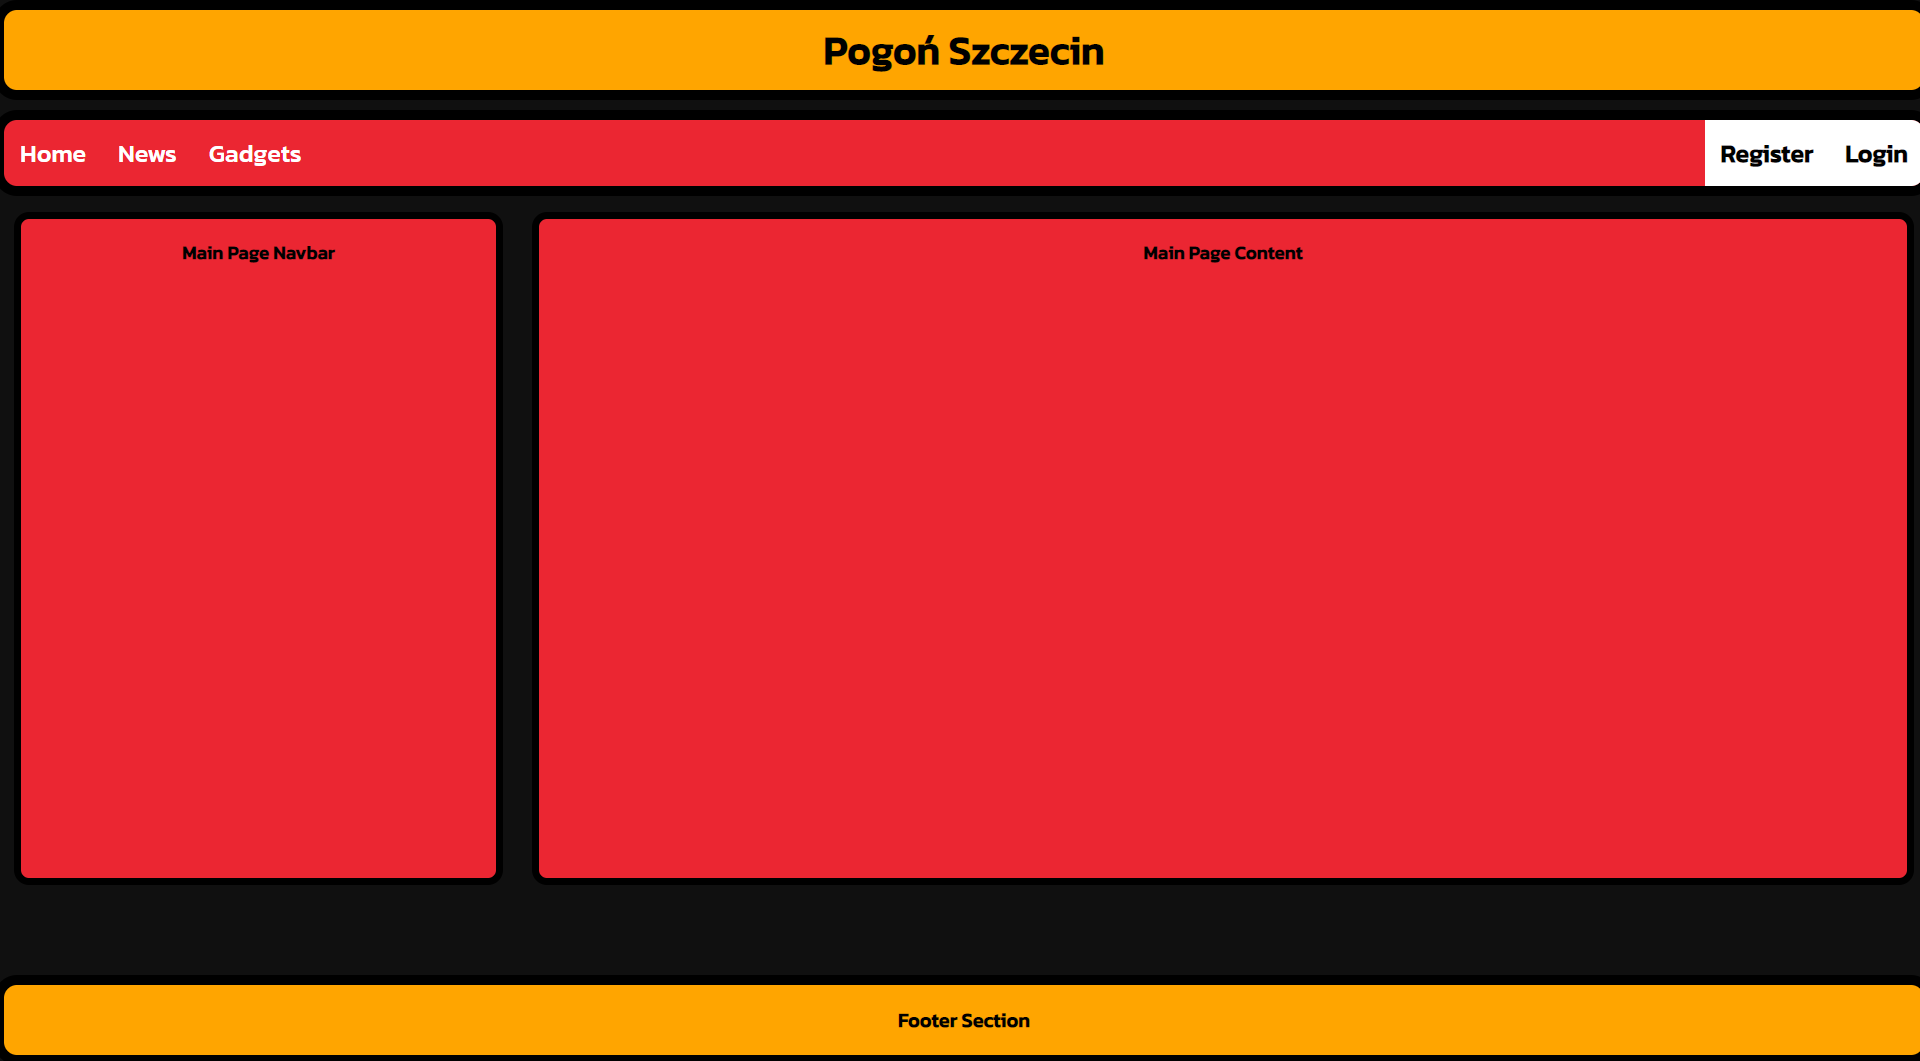 Pogoń Szczecin
Home News Gadgets Register Login
Main Page Navbar
Main Page Content
Footer Section